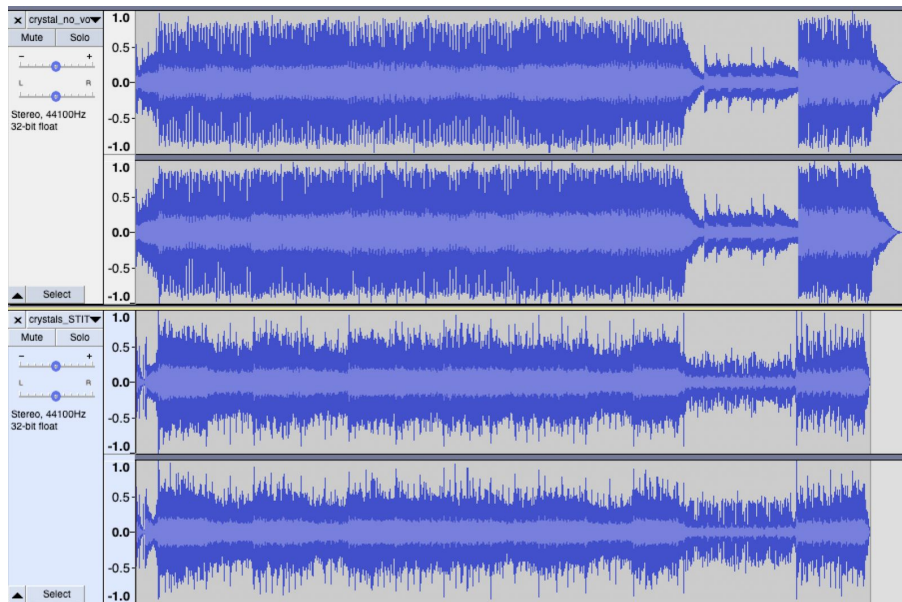 × crystal_no_vo
Mute Solo
- +
L R
Stereo, 44100Hz
32-bit float
Select
1.0
0.5
0.0
-0.5
-1.0
1.0
0.5
0.0
-0.5
-1.0
× crystals_STIT
Mute Solo
- +
L R
Stereo, 44100Hz
32-bit float
Select
1.0
0.5
0.0
-0.5
-1.0
1.0
0.5
0.0
-0.5
-1.0